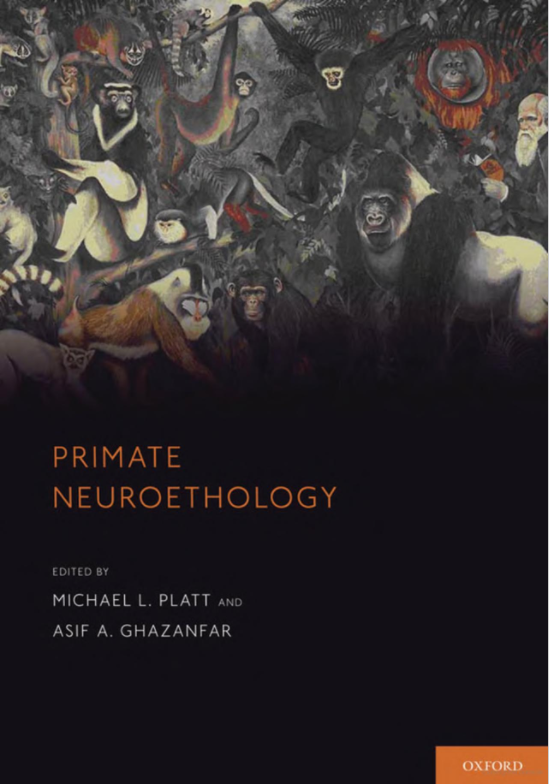 PRIMATE
NEUROETHOLOGY
EDITED BY
MICHAEL L. PLATT AND
ASIF A. GHAZANFAR
OXFORD